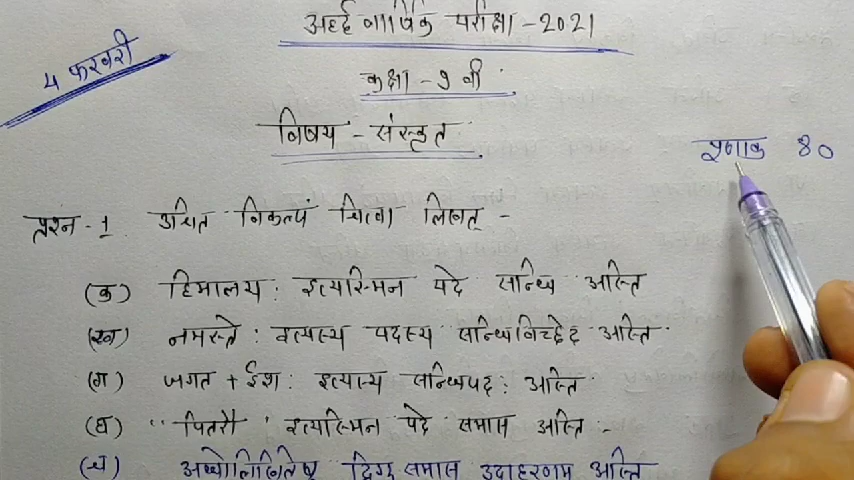 अर्द्ध वार्षिक परीक्षा - 2021
4 फरवरी
कक्षा - 9 वी
विषय - संस्कृत
पूर्णांक 80
प्रश्न - 1. उचित विकल्पं चित्वा लिखत् -
(क) हिमालय : इत्यस्मिन पदे सन्धि अस्ति
(ख) नमस्ते : इत्यस्य पदस्य सन्धिविच्छेद अस्ति
(ग) जगत + ईश : इत्यस्य सन्धिपद : अस्ति
(घ) "पितरौ' इत्यस्मिन पदे समास अस्ति :-
द्विगु समास उदाहरणम अस्ति